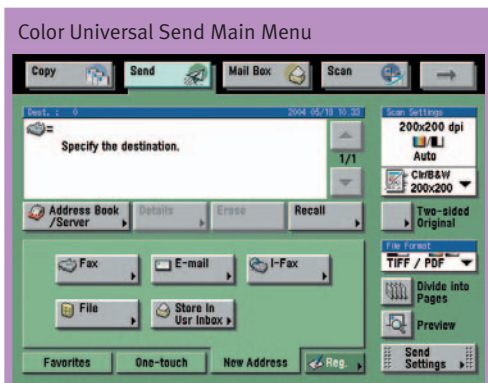 Color Universal Send Main Menu
Copy Send Mail Box Scan
Dest. : 0 2004 05/18 10:33
Specify the destination.
1/1
Scan Settings
200x200 dpi
Auto
Clr/B&W
200x200
Address Book
/Server
Details Erase Recall
Two-sided
Original
File Format
TIFF / PDF
Fax E-mail I-Fax
Divide into
Pages
File Store In
Usr Inbox
Preview
Favorites One-touch New Address Reg.
Send
Settings